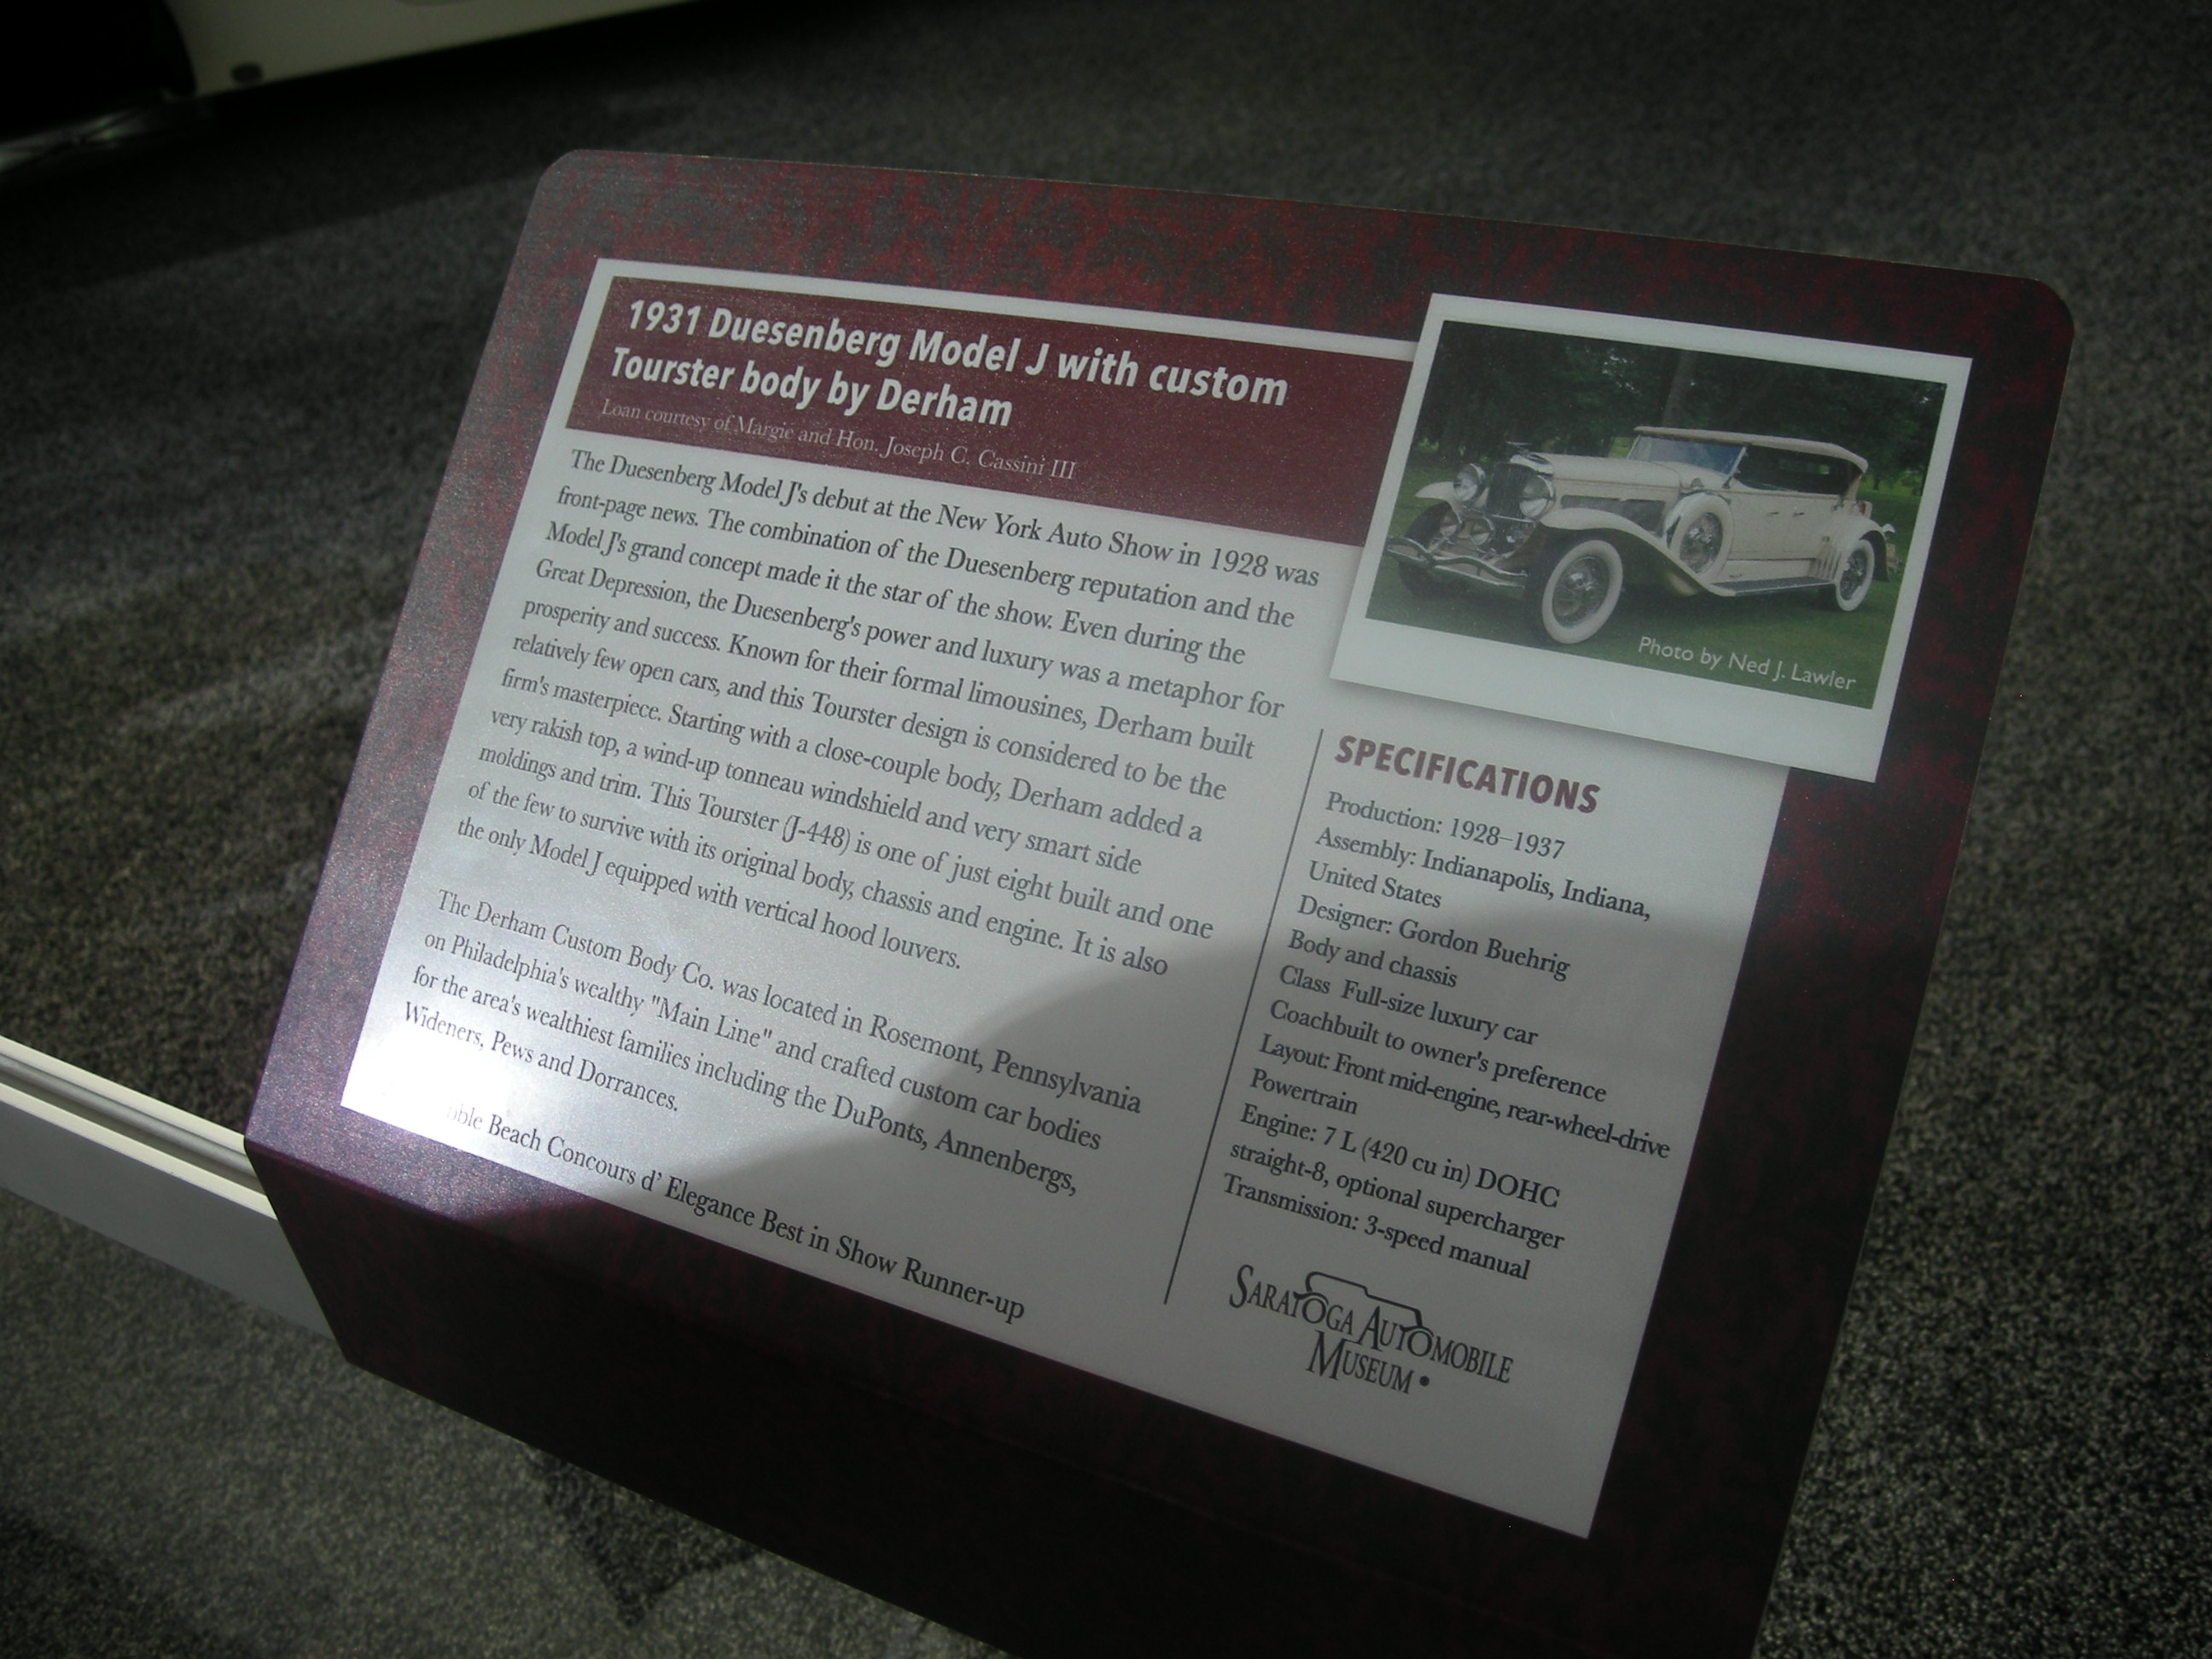 1931 Duesenberg Model J with custom
Tourster body by Derham
Loan courtesy of Margie and Hon. Joseph C. Cassini III
The Duesenberg Model J's debut at the New York Auto Show in 1928 was
front-page news. The combination of the Duesenberg reputation and the
Model J's grand concept made it the star of the show. Even during the
Great Depression, the Duesenberg's power and luxury was a metaphor for
prosperity and success. Known for their formal limousines, Derham built
relatively few open cars, and this Tourster design is considered to be the
firm's masterpiece. Starting with a close-couple body, Derham added a
very rakish top, a wind-up tonneau windshield and very smart side
moldings and trim. This Tourster (J-448) is one of just eight built and one
of the few to survive with its original body, chassis and engine. It is also
the only Model J equipped with vertical hood louvers.
The Derham Custom Body Co. was located in Rosemont, Pennsylvania
on Philadelphia's wealthy "Main Line" and crafted custom car bodies
for the area's wealthiest families including the DuPonts, Annenbergs,
Wideners, Pews and Dorrances.
Beach Concours d' Elegance Best in Show Runner-up
Photo by Ned J. Lawler
SPECIFICATIONS
Production: 1928–1937
Assembly: Indianapolis, Indiana,
United States
Designer: Gordon Buehrig
Body and chassis
Class Full-size luxury car
Coachbuilt to owner's preference
Layout: Front mid-engine, rear-wheel-drive
Powertrain
Engine: 7 L (420 cu in) DOHC
straight-8, optional supercharger
Transmission: 3-speed manual
SARATOGA AUTOMOBILE
MUSEUM